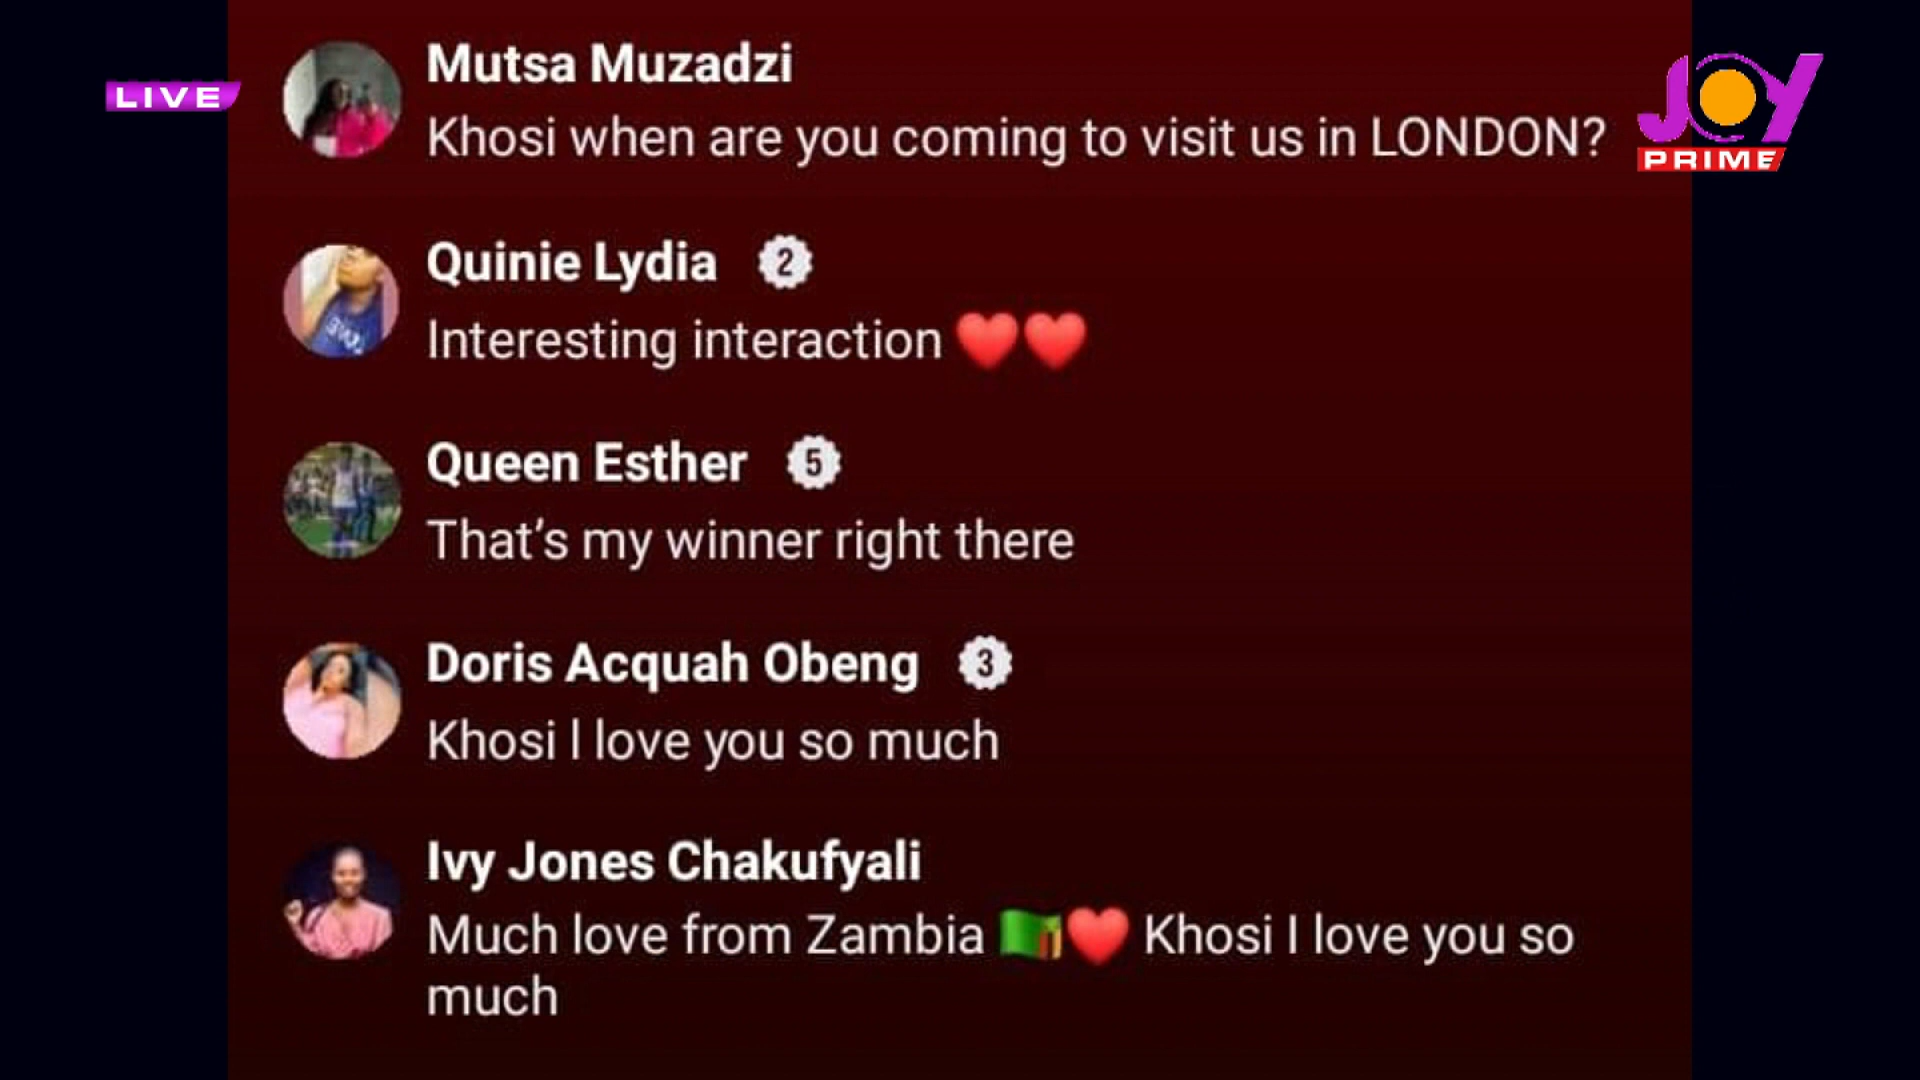 Mutsa Muzadzi
LIVE
Khosi when are you coming to visit us in LONDON?
JOY
PRIME
Quinie Lydia 2
Interesting interaction ❤️❤️
Queen Esther 5
That's my winner right there
Doris Acquah Obeng 3
Khosi I love you so much
Ivy Jones Chakufyali
Much love from Zambia 🇿🇲❤️ Khosi I love you so
much